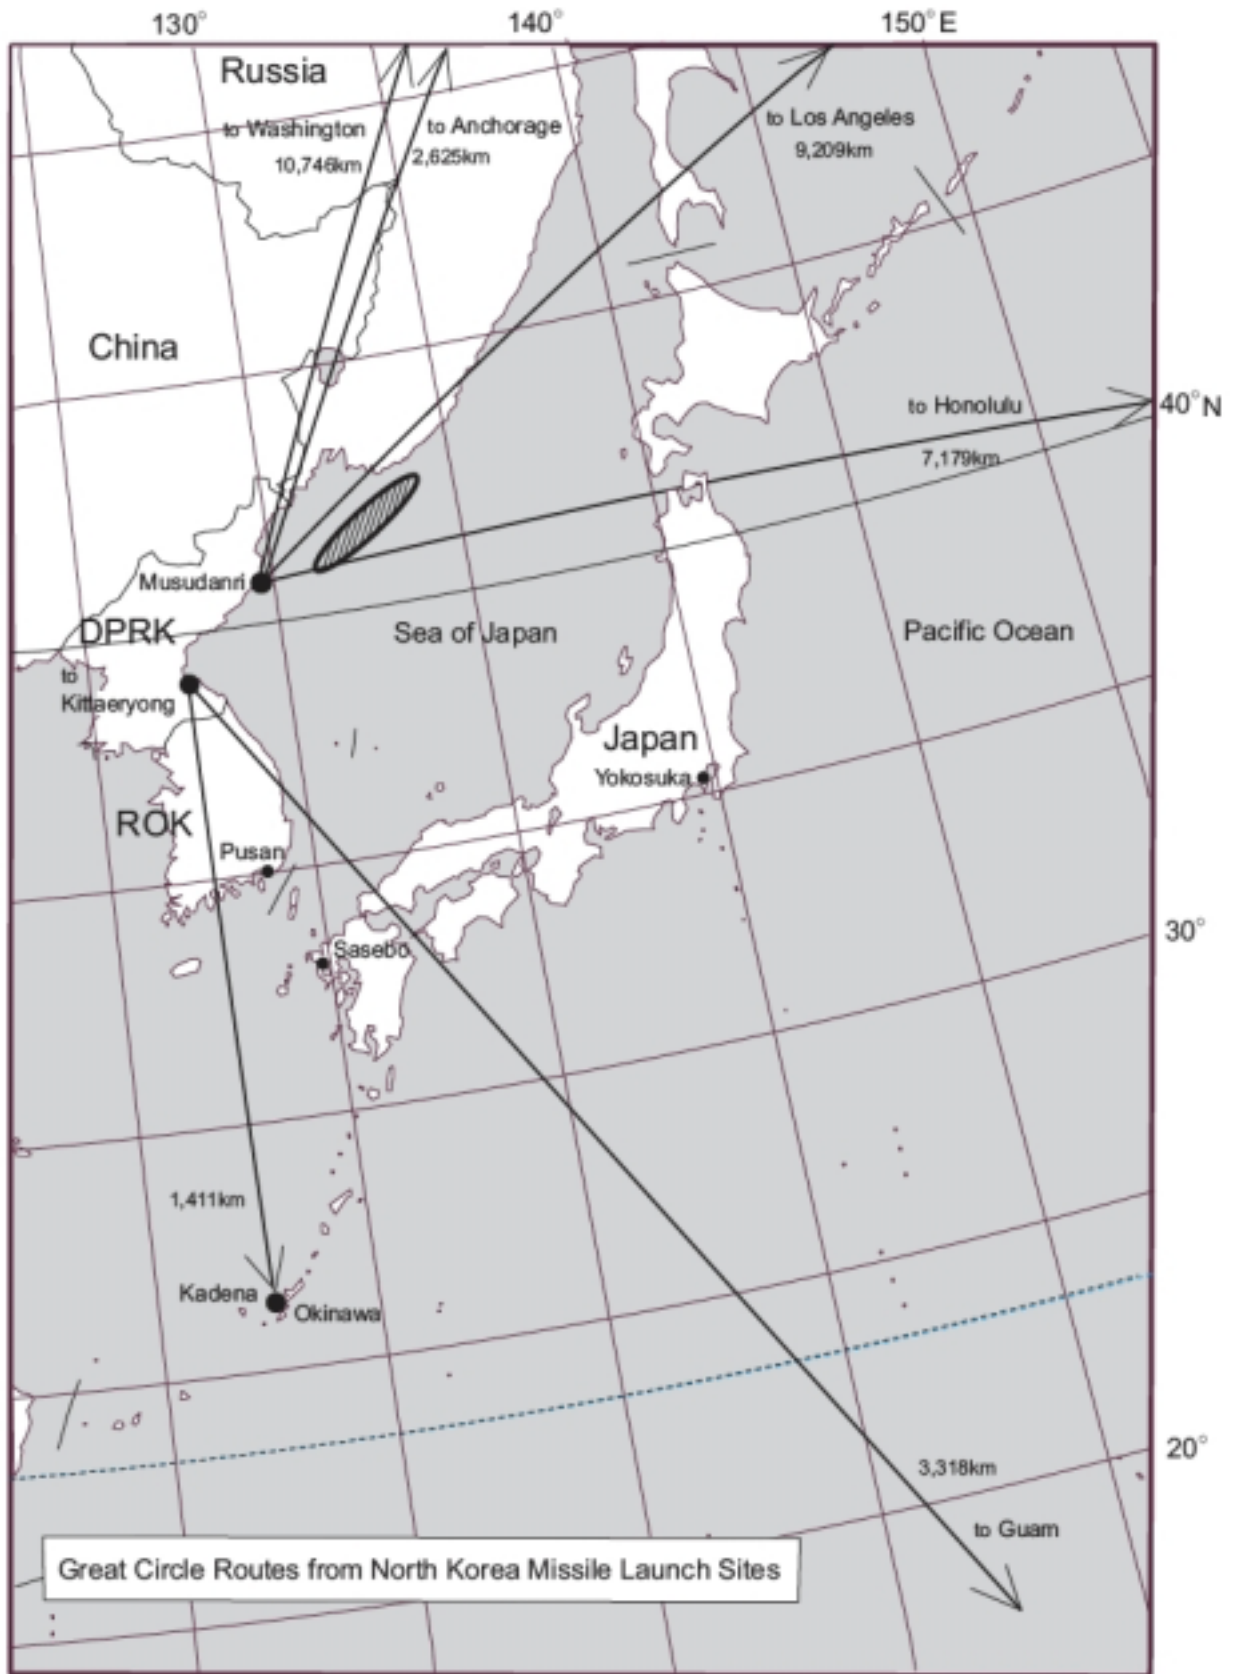 130° 140° 150°E
Russia
to Washington
10,746km
to Anchorage
2,625km
to Los Angeles
9,209km
China
to Honolulu
7,179km
40°N
Musudanri
DPRK
Sea of Japan
Pacific Ocean
to
Kittaeryong
Japan
Yokosuka
ROK
Pusan
30°
Sasebo
1,411km
Kadena
Okinawa
20°
3,318km
to Guam
Great Circle Routes from North Korea Missile Launch Sites